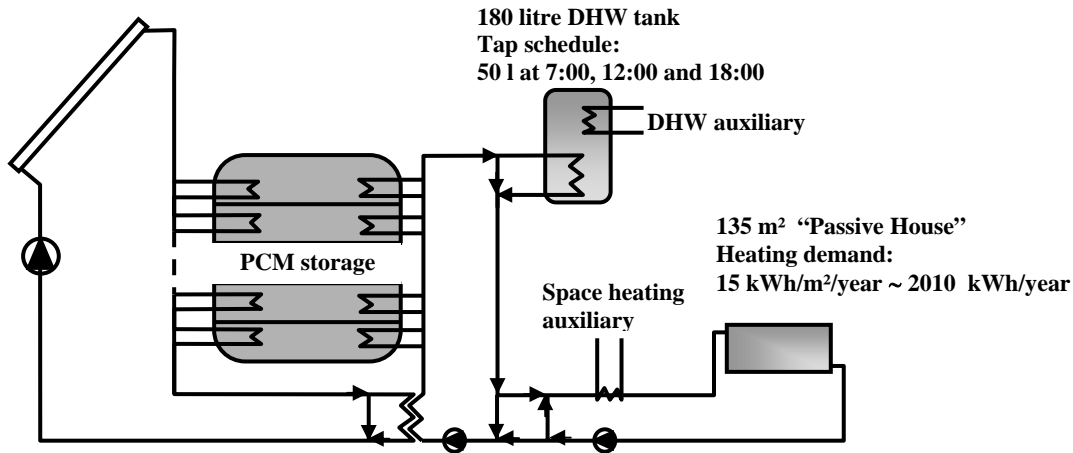 180 litre DHW tank
Tap schedule:
50 l at 7:00, 12:00 and 18:00
DHW auxiliary
135 m² “Passive House”
Heating demand:
15 kWh/m²/year ~ 2010 kWh/year
PCM storage
Space heating
auxiliary